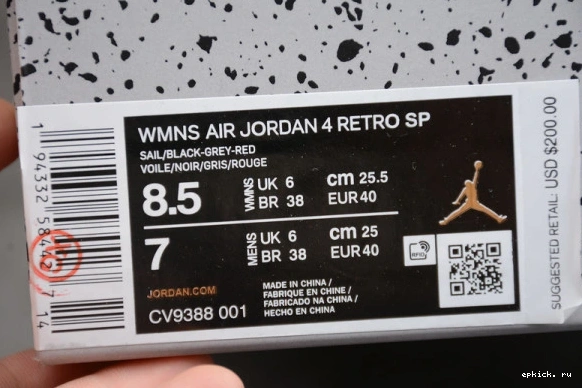 WMNS AIR JORDAN 4 RETRO SP
SAIL/BLACK-GREY-RED
VOILE/NOIR/GRIS/ROUGE
8.5 WMNS UK 6 cm 25.5
BR 38 EUR 40
7 MENS UK 6 cm 25
BR 38 EUR 40
JORDAN.COM
CV9388 001
MADE IN CHINA /
FABRIQUE EN CHINE /
FABRICADO NA CHINA /
HECHO EN CHINA
RFID
SUGGESTED RETAIL: USD $200.00
epkick. ru